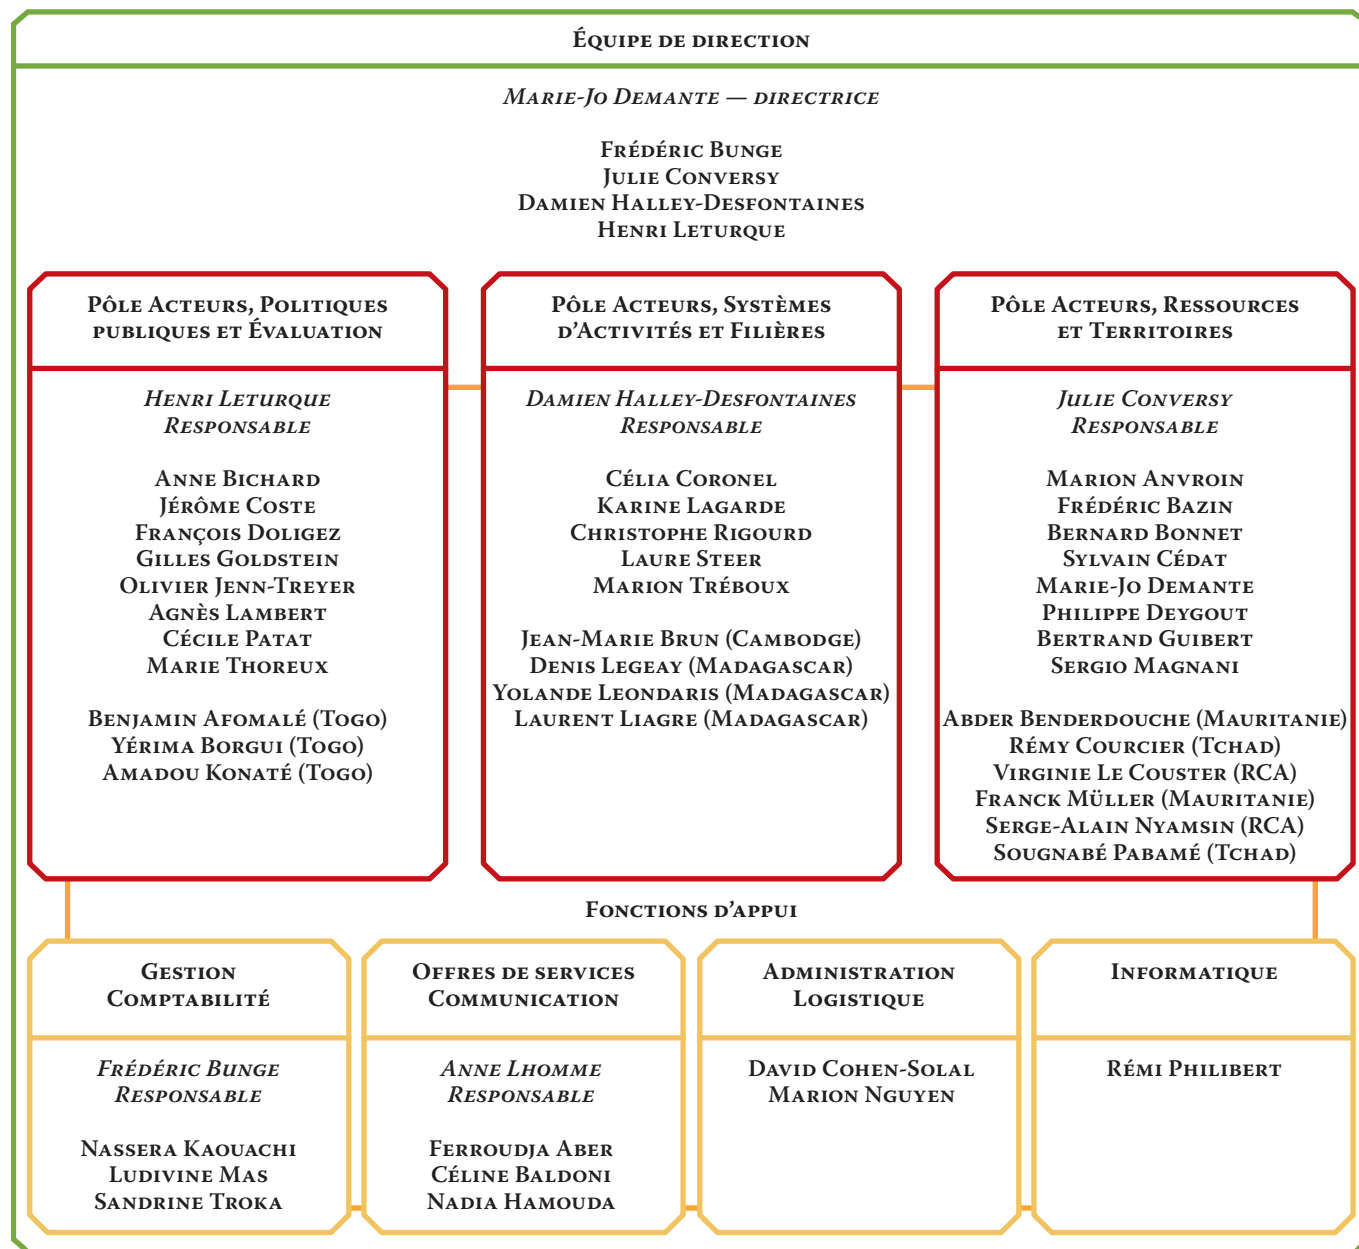 Équipe de direction
Marie-Jo Demante — directrice
Frédéric Bunge
Julie Conversy
Damien Halley-Desfontaines
Henri Leturque
Pôle Acteurs, Politiques
publiques et Évaluation
Henri Leturque
Responsable
Anne Bichard
Jérôme Coste
François Doligez
Gilles Goldstein
Olivier Jenn-Treyer
Agnès Lambert
Cécile Patat
Marie Thoreux
Benjamin Afomalé (Togo)
Yérima Borgui (Togo)
Amadou Konaté (Togo)
Pôle Acteurs, Systèmes
d'Activités et Filières
Damien Halley-Desfontaines
Responsable
Célia Coronel
Karine Lagarde
Christophe Rigourd
Laure Steer
Marion Tréboux
Jean-Marie Brun (Cambodge)
Denis Legeay (Madagascar)
Yolande Leondaris (Madagascar)
Laurent Liagre (Madagascar)
Pôle Acteurs, Ressources
et Territoires
Julie Conversy
Responsable
Marion Anvroin
Frédéric Bazin
Bernard Bonnet
Sylvain Cédat
Marie-Jo Demante
Philippe Deygout
Bertrand Guibert
Sergio Magnani
Abder Benderdouche (Mauritanie)
Rémy Courcier (Tchad)
Virginie Le Couster (RCA)
Franck Müller (Mauritanie)
Serge-Alain Nyamsin (RCA)
Sougnabé Pabamé (Tchad)
Fonctions d'appui
Gestion
Comptabilité
Frédéric Bunge
Responsable
Nassera Kaouachi
Ludivine Mas
Sandrine Troka
Offres de services
Communication
Anne Lhomme
Responsable
Ferroudja Aber
Céline Baldoni
Nadia Hamouda
Administration
Logistique
David Cohen-Solal
Marion Nguyen
Informatique
Rémi Philibert